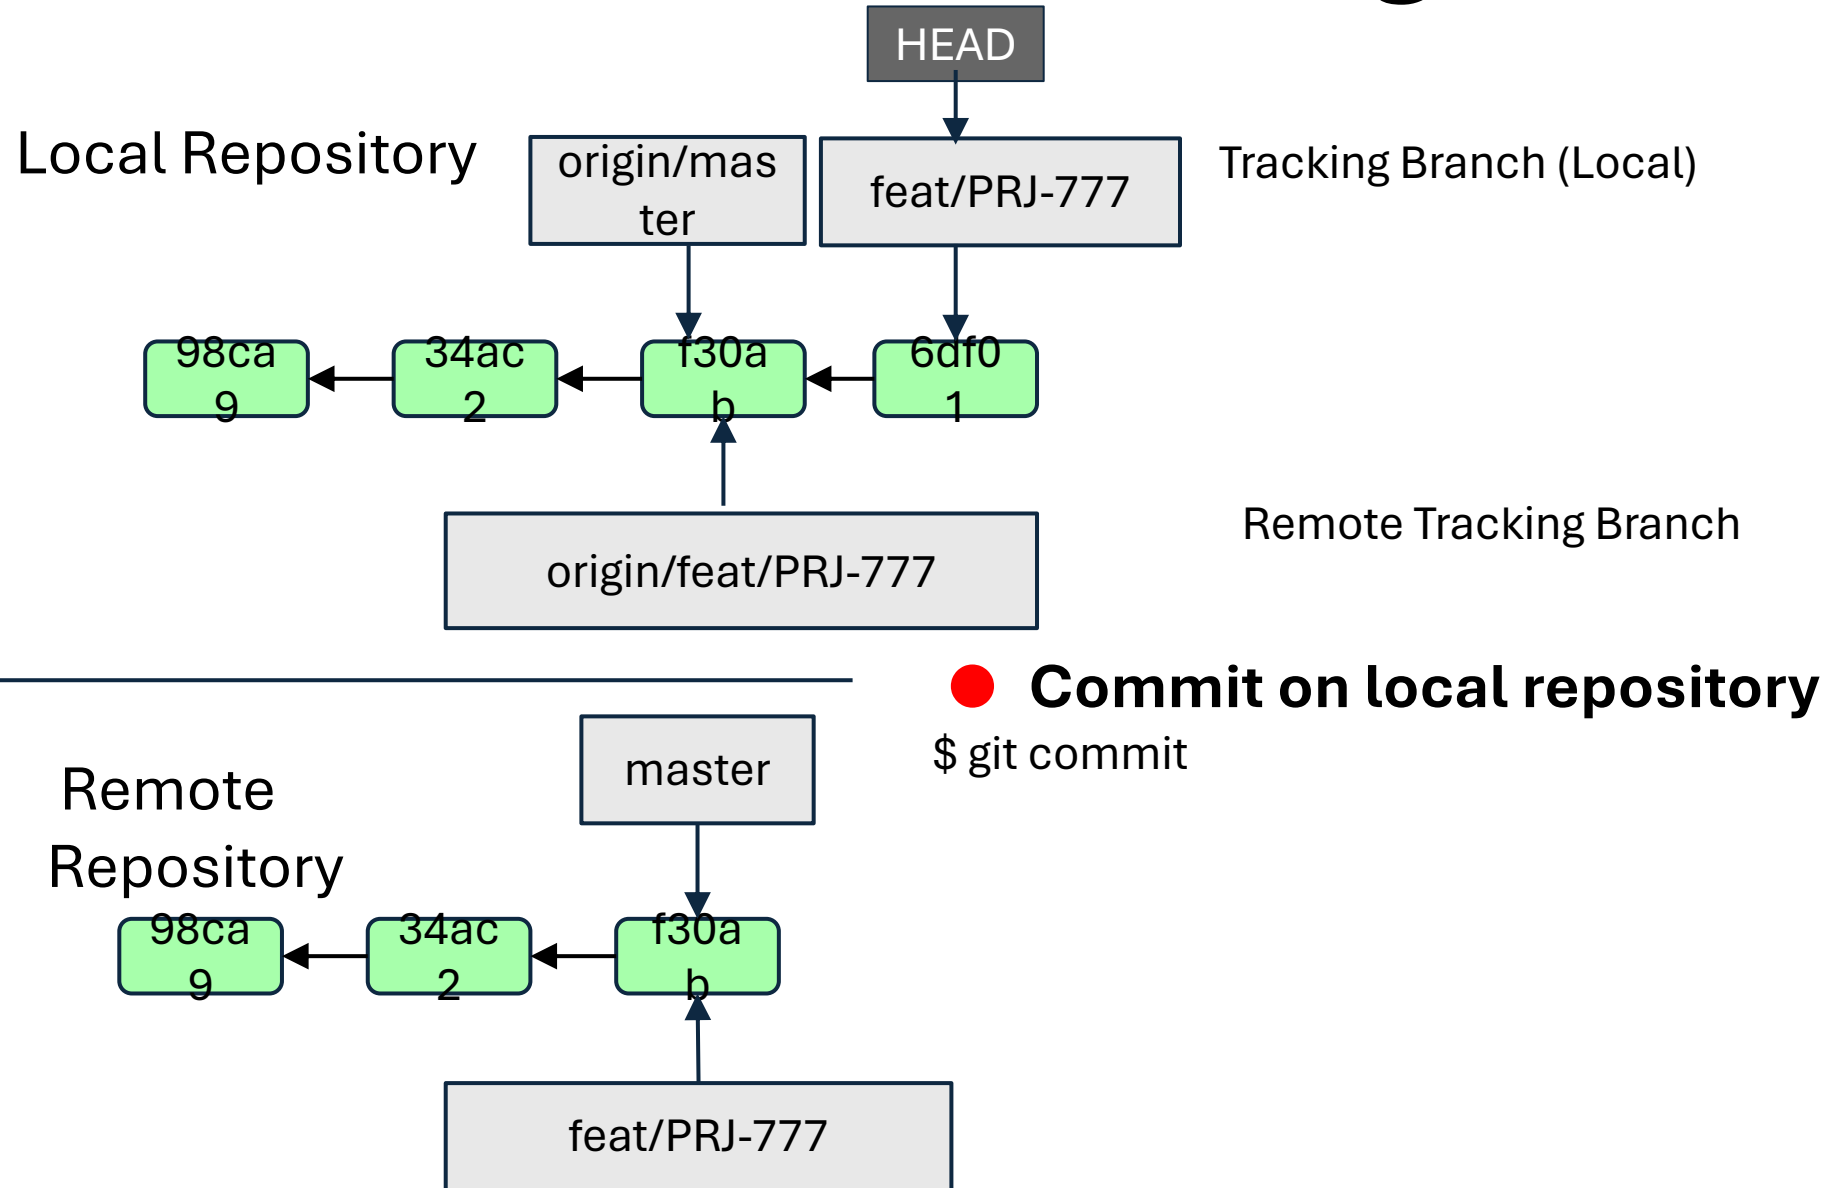 HEAD
Local Repository
origin/mas
ter
feat/PRJ-777
Tracking Branch (Local)
98ca
9
34ac
2
f30a
b
6df0
1
origin/feat/PRJ-777
Remote Tracking Branch
Commit on local repository
$ git commit
master
Remote
Repository
98ca
9
34ac
2
f30a
b
feat/PRJ-777